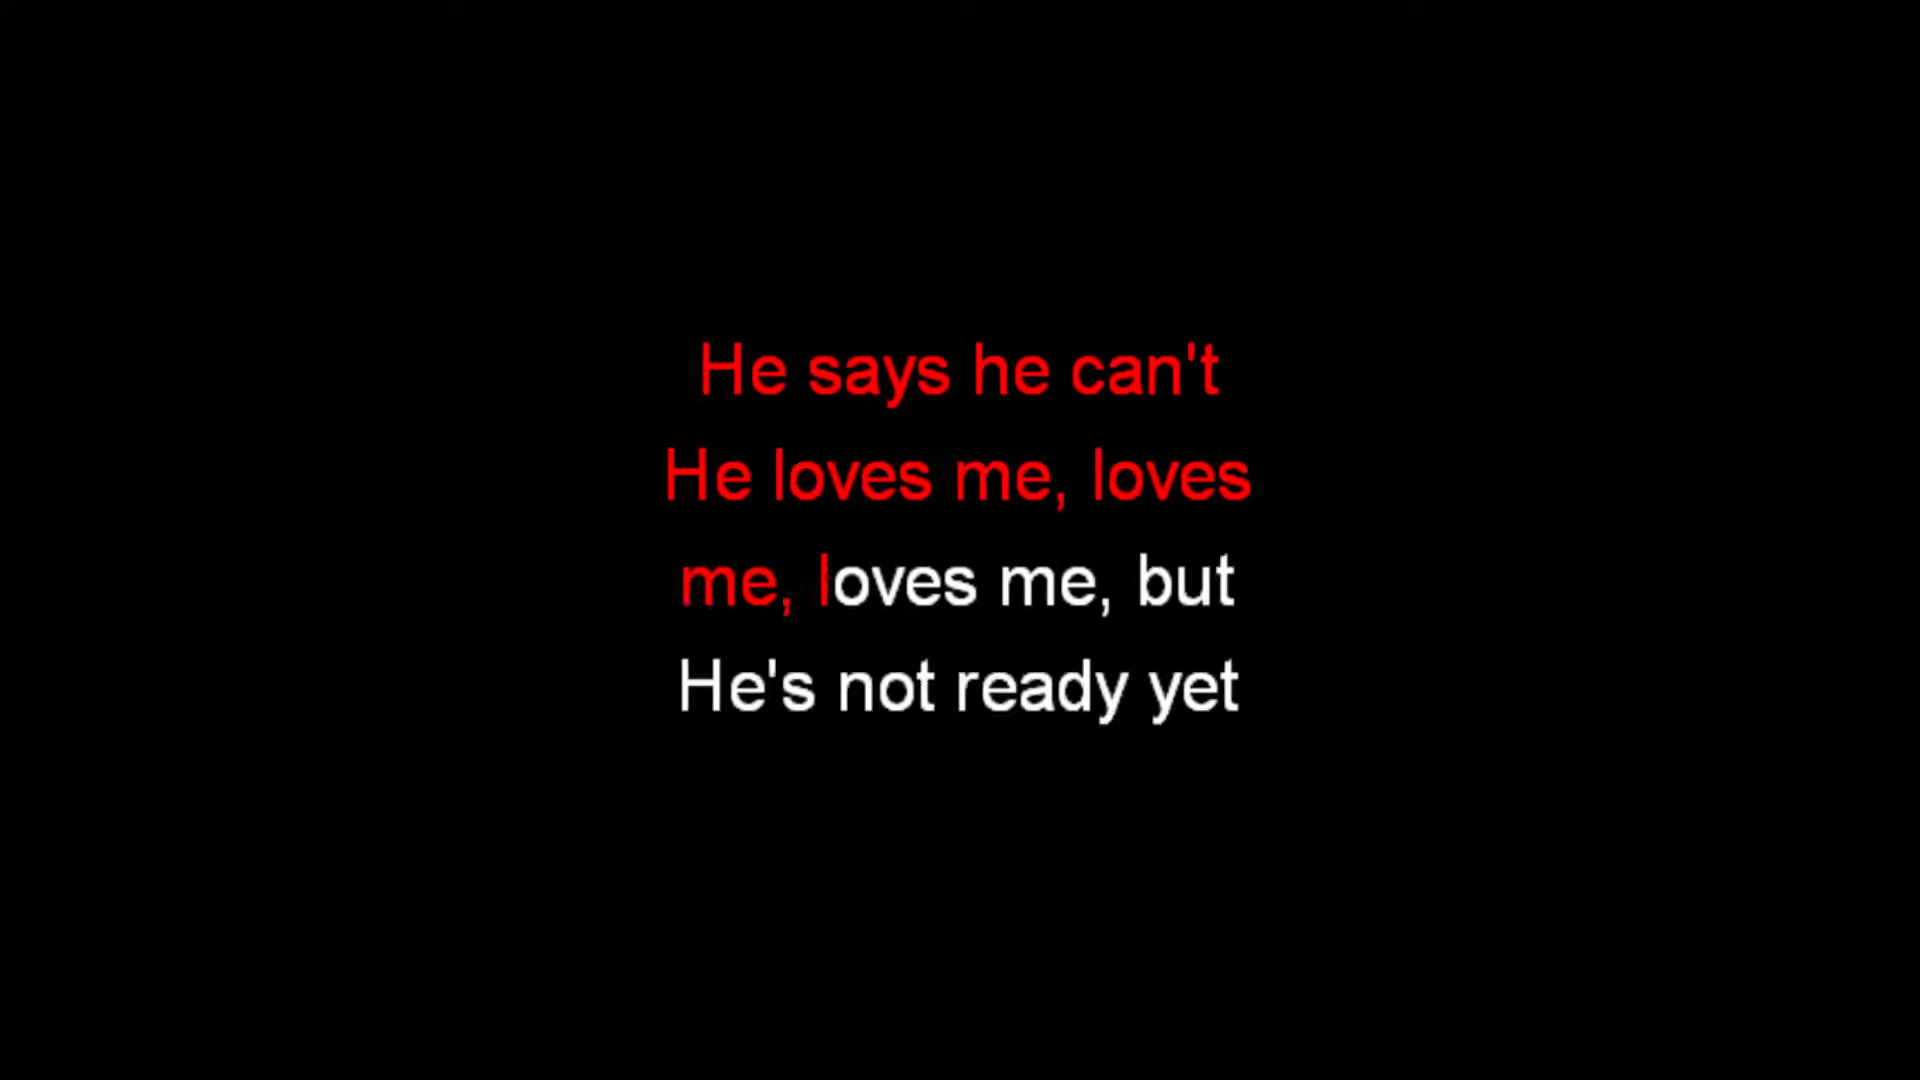 He says he can't
He loves me, loves
me, loves me, but
He's not ready yet